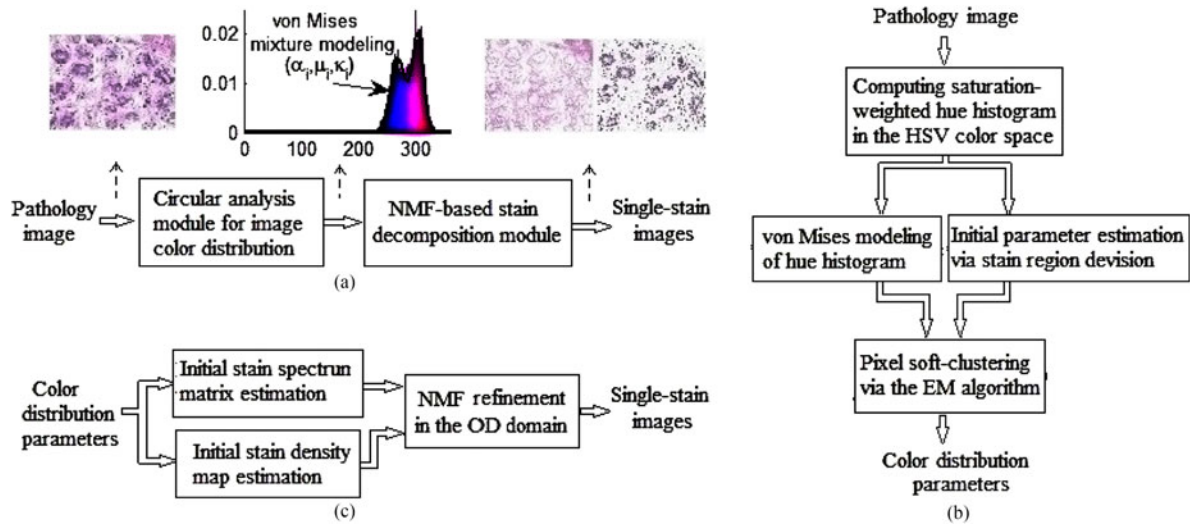 0.02
0.01
0
0
100
200
300
von Mises
mixture modeling
(αi,μi,κi)
Pathology
image
Circular analysis
module for image
color distribution
NMF-based stain
decomposition module
Single-stain
images
(a)
Color
distribution
parameters
Initial stain spectrun
matrix estimation
Initial stain density
map estimation
NMF refinement
in the OD domain
Single-stain
images
(c)
Pathology image
Computing saturation-
weighted hue histogram
in the HSV color space
von Mises modeling
of hue histogram
Initial parameter estimation
via stain region devision
Pixel soft-clustering
via the EM algorithm
Color distribution
parameters
(b)